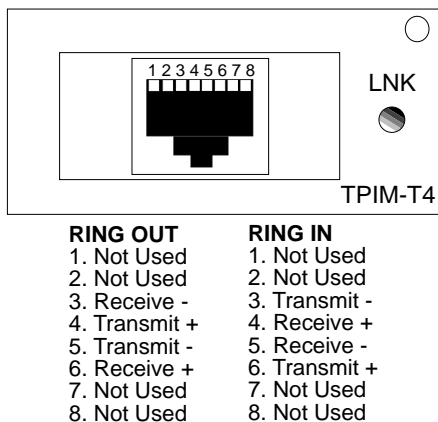 1 2 3 4 5 6 7 8
LNK
TPIM-T4
RING OUT
1. Not Used
2. Not Used
3. Receive -
4. Transmit +
5. Transmit -
6. Receive +
7. Not Used
8. Not Used
RING IN
1. Not Used
2. Not Used
3. Transmit -
4. Receive +
5. Receive -
6. Transmit +
7. Not Used
8. Not Used